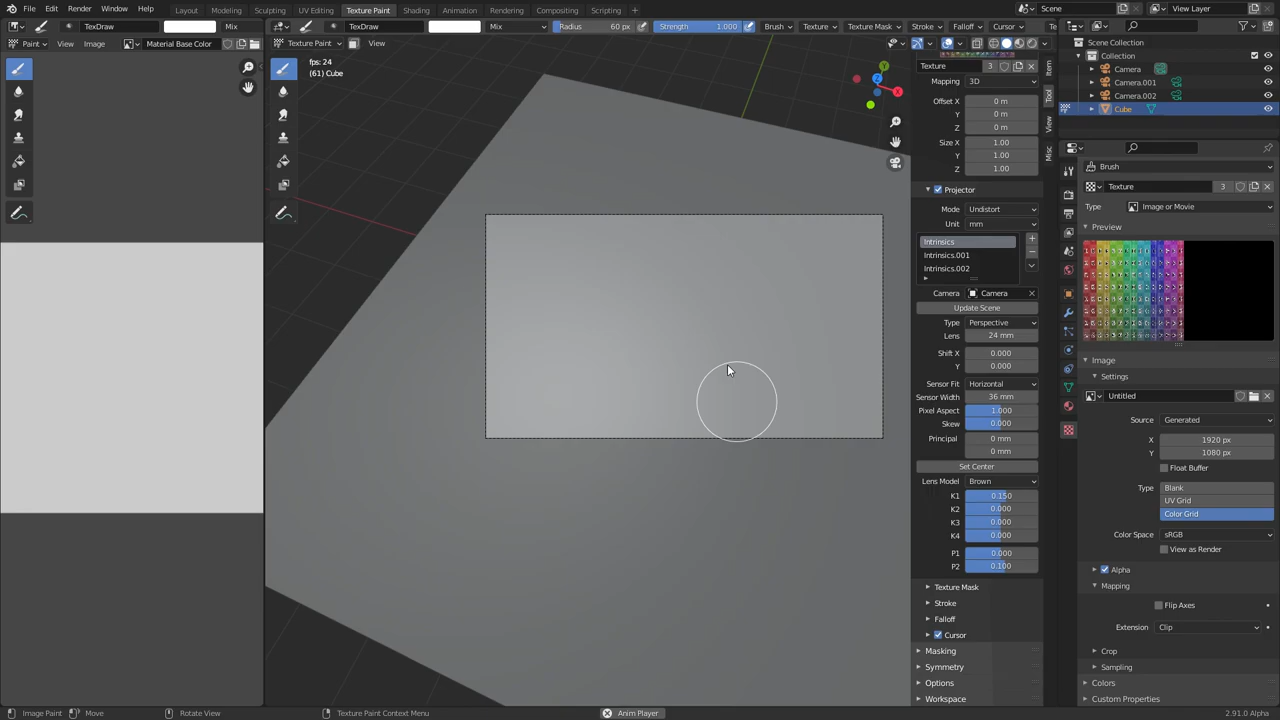 File Edit Render Window Help Layout Modeling Sculpting UV Editing Texture Paint Shading Animation Rendering Compositing Scripting Scene View Layer
TexDraw Mix TexDraw Mix Radius 60 px Strength 1.000 Brush Texture Texture Mask Stroke Falloff Cursor
Paint View Image Material Base Color Texture Paint View
fps: 24
(61) Cube
Y
Z
X
Texture 3
Mapping 3D
Offset X 0 m
Y 0 m
Z 0 m
Size X 1.00
Y 1.00
Z 1.00
Projector
Mode Undistort
Unit mm
Intrinsics
Intrinsics.001
Intrinsics.002
Camera Camera
Update Scene
Type Perspective
Lens 24 mm
Shift X 0.000
Y 0.000
Sensor Fit Horizontal
Sensor Width 36 mm
Pixel Aspect 1.000
Skew 0.000
Principal 0 mm
0 mm
Set Center
Lens Model Brown
K1 0.150
K2 0.000
K3 0.000
K4 0.000
P1 0.000
P2 0.100
Texture Mask
Stroke
Falloff
Cursor
Masking
Symmetry
Options
Workspace
Item
Tool
View
Misc
Scene Collection
Collection
Camera
Camera.001
Camera.002
Cube
Brush
Texture 3
Type Image or Movie
Preview
Image
Settings
Untitled
Source Generated
X 1920 px
Y 1080 px
Float Buffer
Type Blank
UV Grid
Color Grid
Color Space sRGB
View as Render
Alpha
Mapping
Flip Axes
Extension Clip
Crop
Sampling
Colors
Custom Properties
Image Paint Move Rotate View Texture Paint Context Menu Anim Player 2.91.0 Alpha